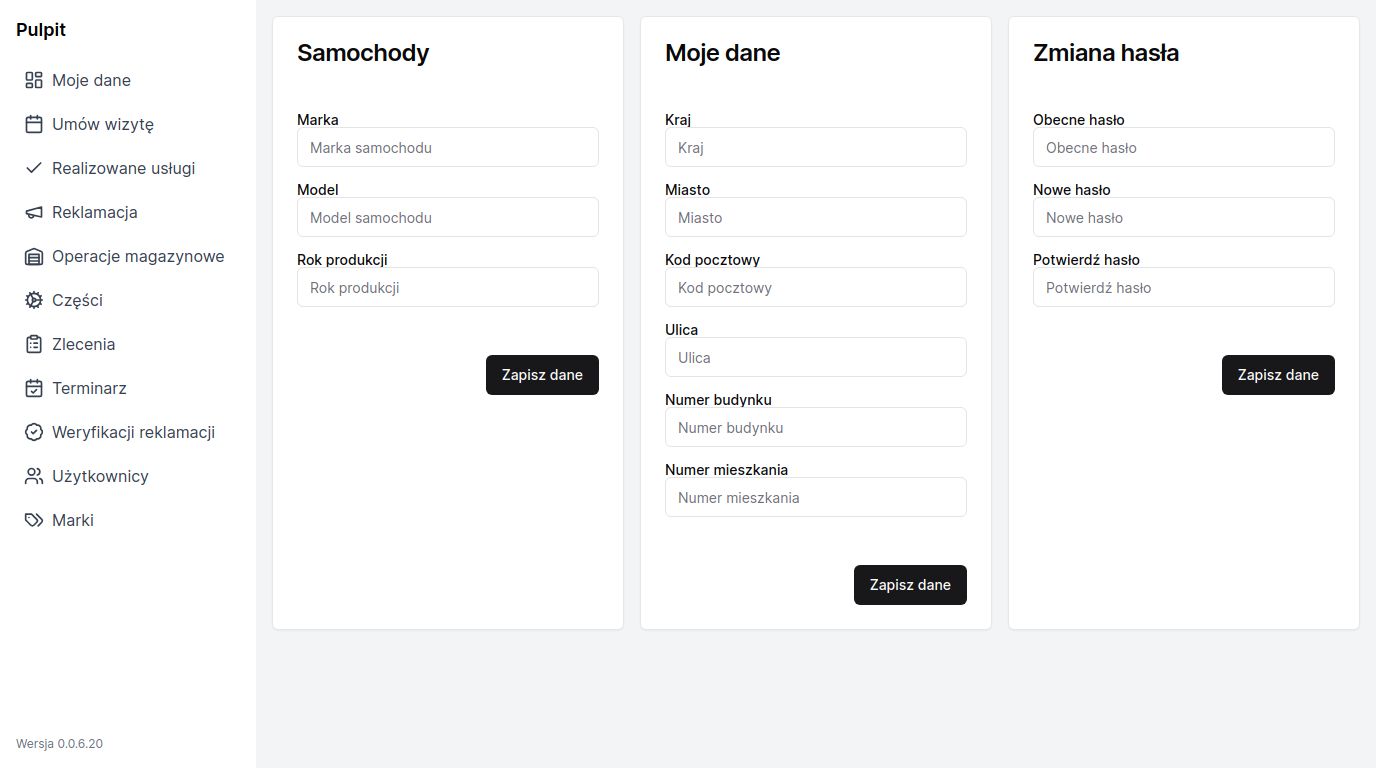 Pulpit
Moje dane
Umów wizytę
Realizowane usługi
Reklamacja
Operacje magazynowe
Części
Zlecenia
Terminarz
Weryfikacji reklamacji
Użytkownicy
Marki
Wersja 0.0.6.20
Samochody
Marka
Marka samochodu
Model
Model samochodu
Rok produkcji
Rok produkcji
Zapisz dane
Moje dane
Kraj
Kraj
Miasto
Miasto
Kod pocztowy
Kod pocztowy
Ulica
Ulica
Numer budynku
Numer budynku
Numer mieszkania
Numer mieszkania
Zapisz dane
Zmiana hasła
Obecne hasło
Obecne hasło
Nowe hasło
Nowe hasło
Potwierdź hasło
Potwierdź hasło
Zapisz dane